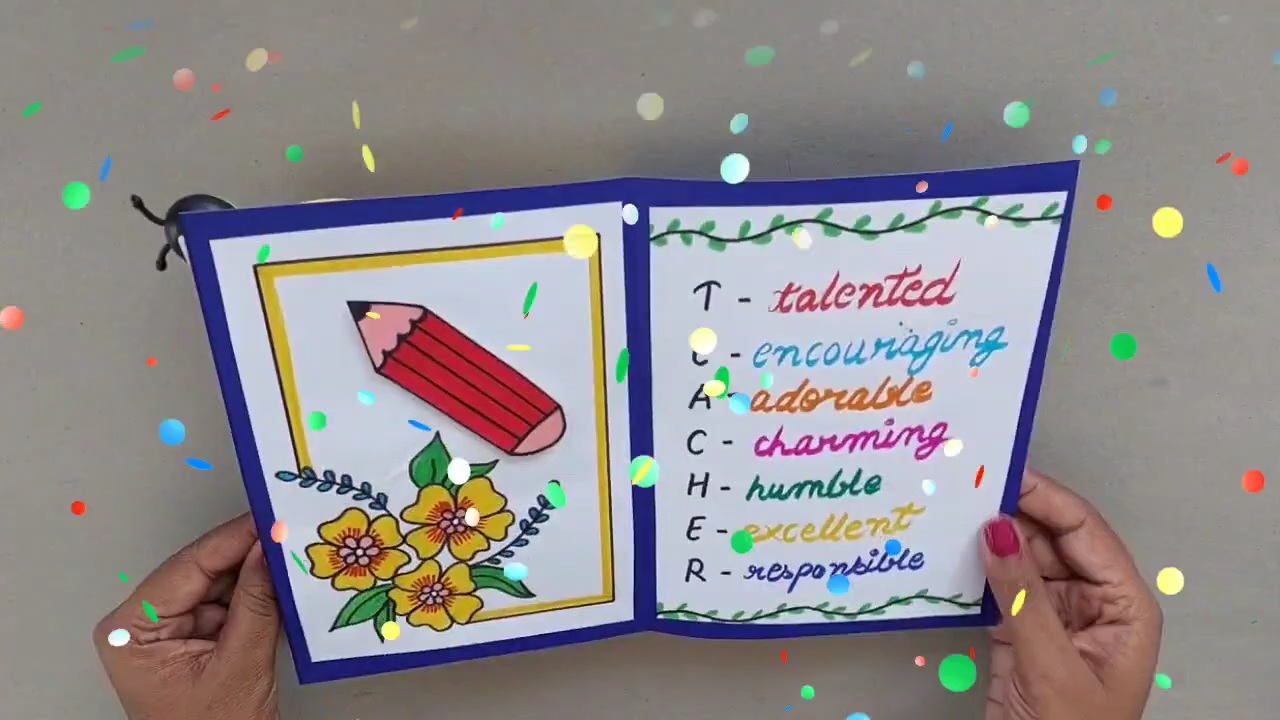 T - talented
E - encouraging
A - adorable
C - charming
H - humble
E - excellent
R - responsible